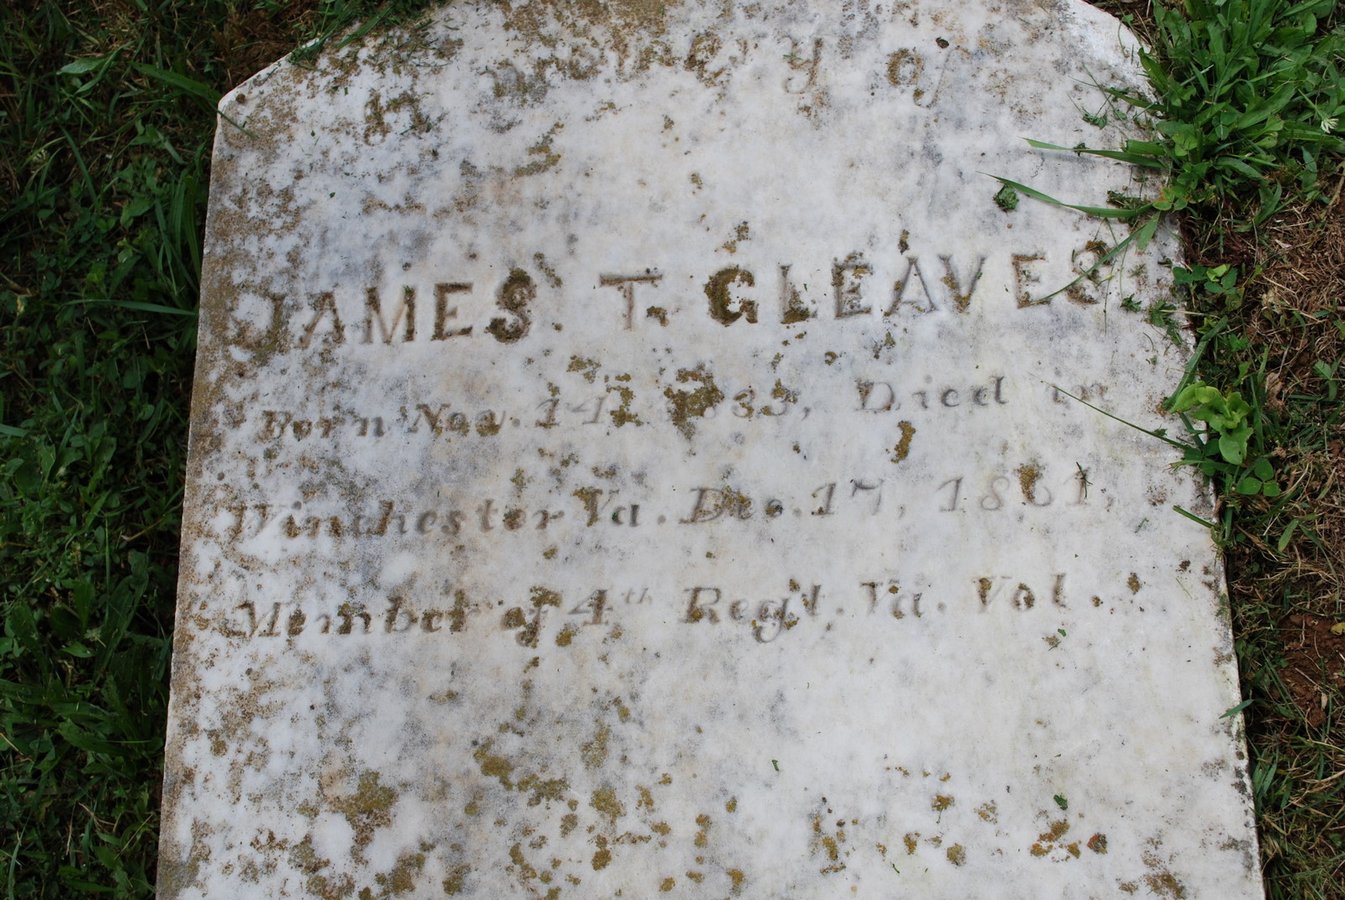 In memory of
JAMES T. GLEAVES
Born Nov. 14, 1833, Died in
Winchester Va. Dec. 17, 1861,
Member of 4th Reg't. Va. Vol.